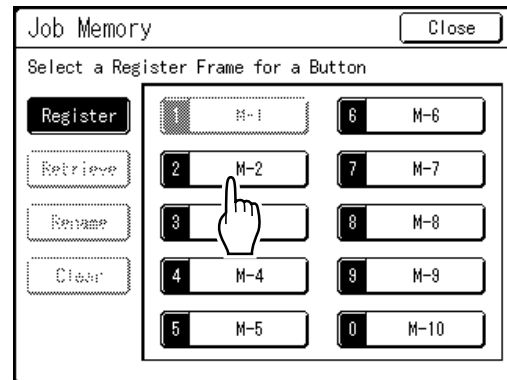 Job Memory
Close
Select a Register Frame for a Button
Register
Retrieve
Rename
Clear
1 M-1
2 M-2
3
4 M-4
5 M-5
6 M-6
7 M-7
8 M-8
9 M-9
0 M-10